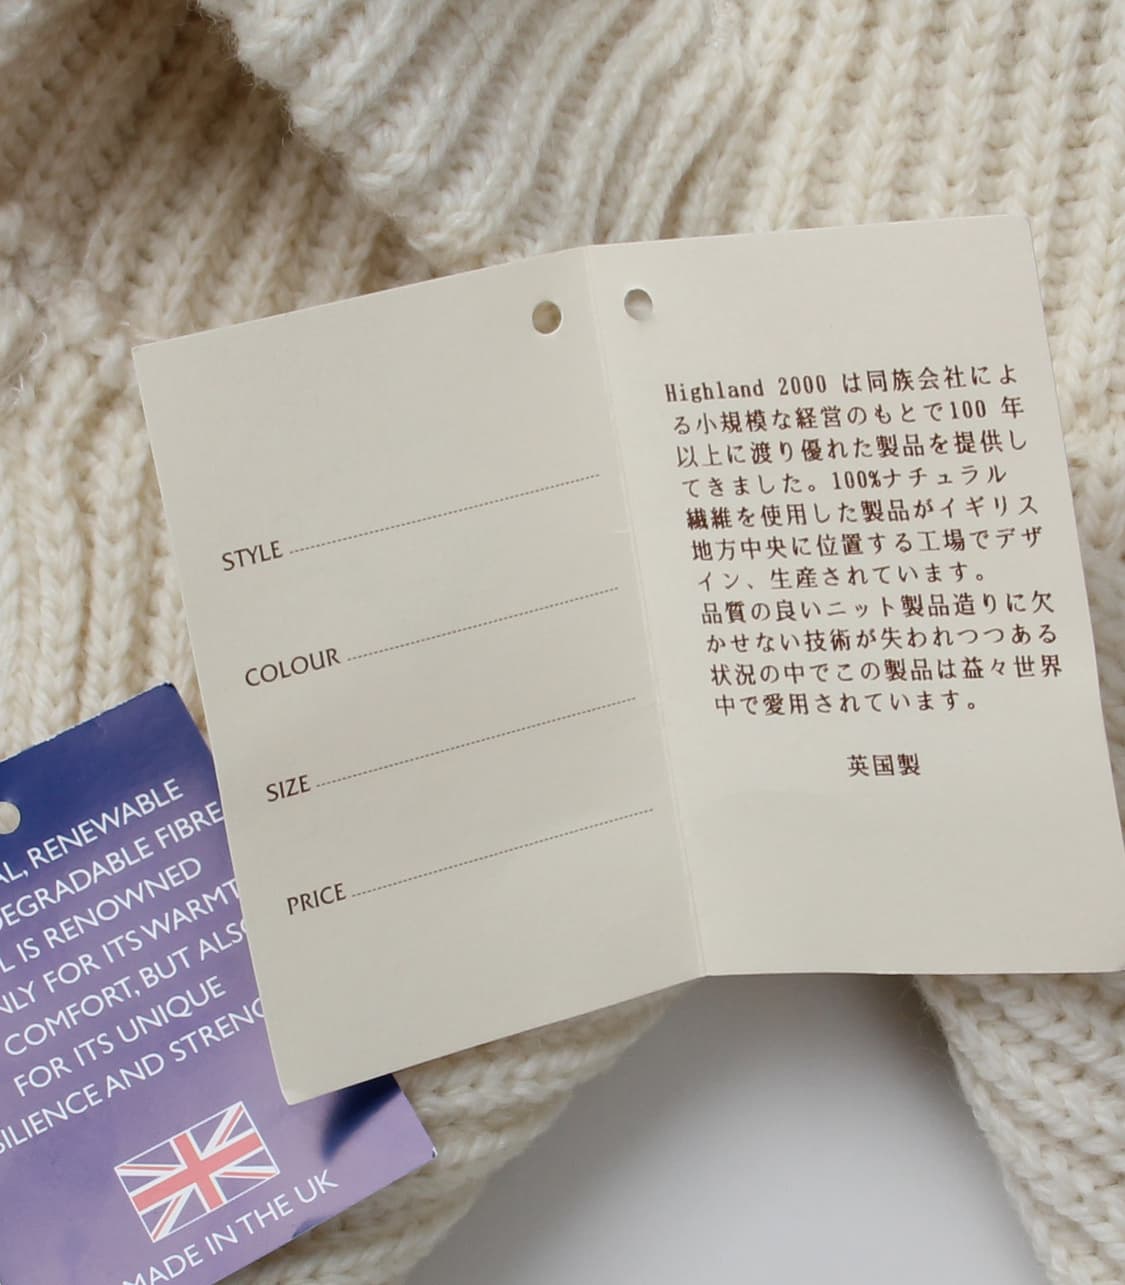 STYLE
COLOUR
SIZE
PRICE
Highland 2000 は同族会社によ
る小規模な経営のもとで100 年
以上に渡り優れた製品を提供し
てきました。100%ナチュラル
繊維を使用した製品がイギリス
地方中央に位置する工場でデザ
イン、生産されています。
品質の良いニット製品造りに欠
かせない技術が失われつつある
状況の中でこの製品は益々世界
中で愛用されています。
英国製
RENEWABLE
FIBRE
IS RENOWNED
FOR ITS WARMT
COMFORT, BUT ALSO
FOR ITS UNIQUE
AND STRENG
MADE IN THE UK